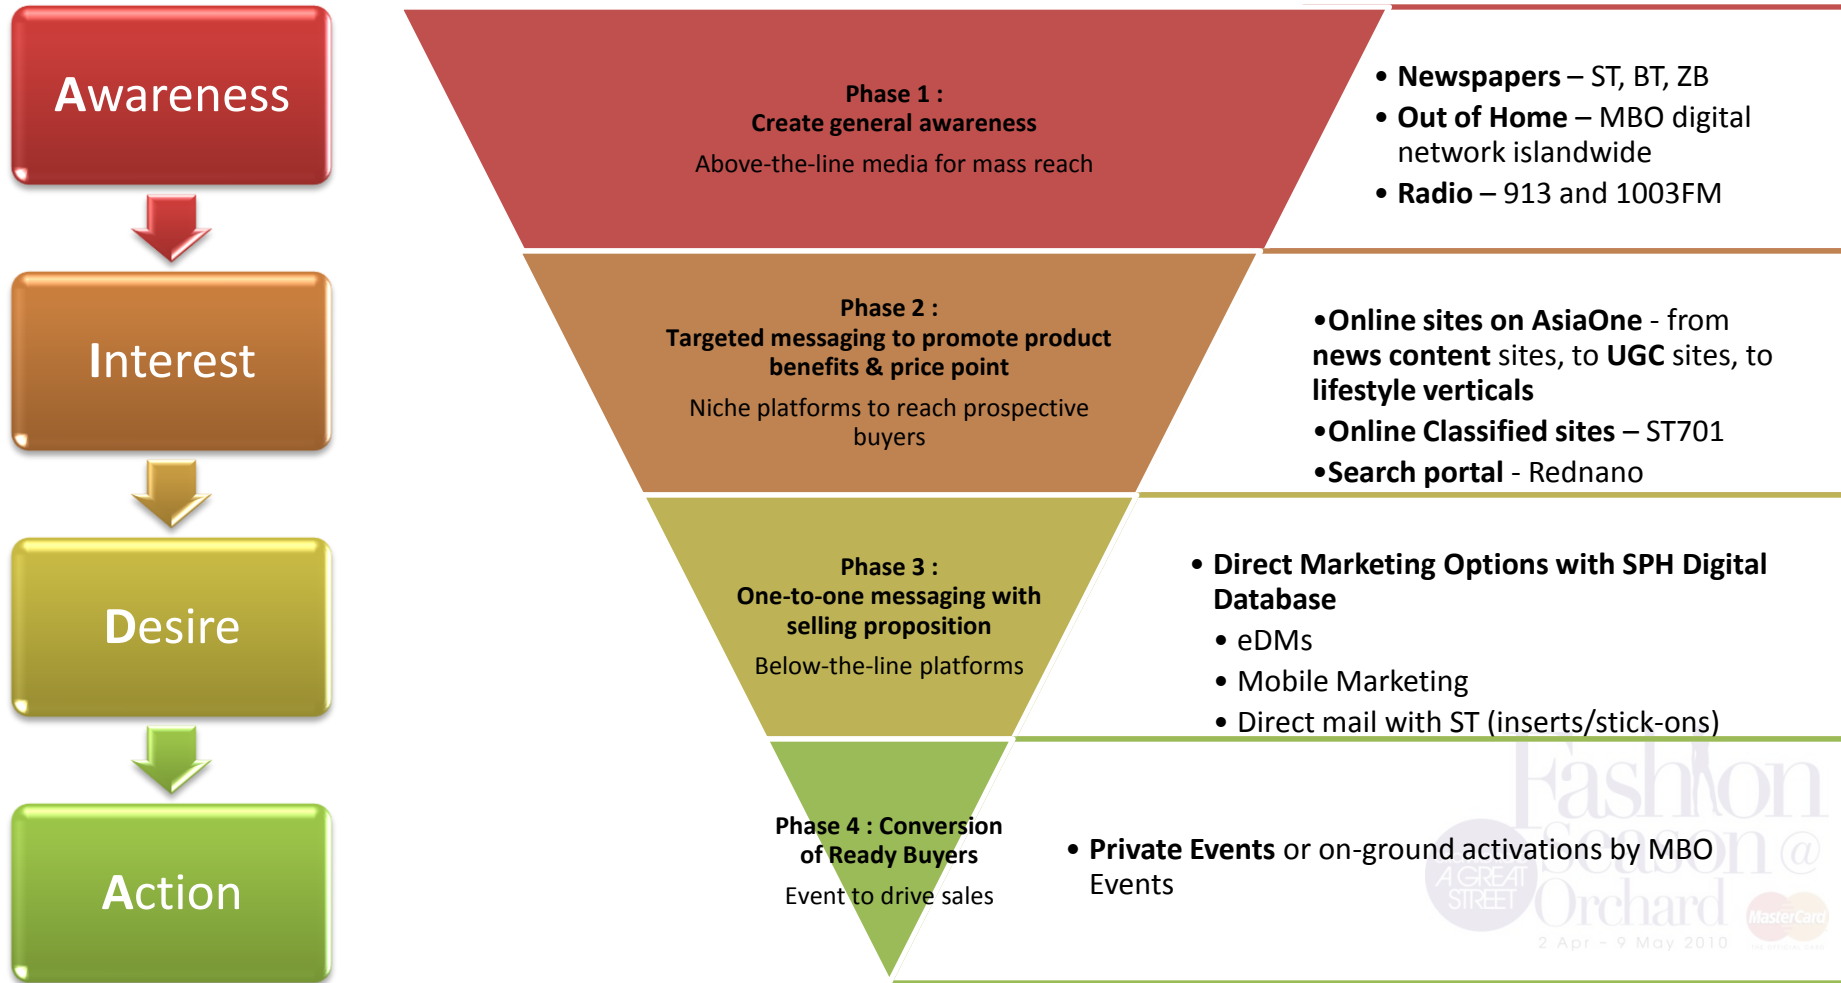 Awareness
Interest
Desire
Action
Phase 1 :
Create general awareness
Above-the-line media for mass reach
• Newspapers – ST, BT, ZB
• Out of Home – MBO digital
network islandwide
• Radio – 913 and 1003FM
Phase 2 :
Targeted messaging to promote product
benefits & price point
Niche platforms to reach prospective
buyers
•Online sites on AsiaOne - from
news content sites, to UGC sites, to
lifestyle verticals
•Online Classified sites – ST701
•Search portal - Rednano
Phase 3 :
One-to-one messaging with
selling proposition
Below-the-line platforms
• Direct Marketing Options with SPH Digital
Database
• eDMs
• Mobile Marketing
• Direct mail with ST (inserts/stick-ons)
Phase 4 : Conversion
of Ready Buyers
Event to drive sales
• Private Events or on-ground activations by MBO
Events
Fashion
Season @
Orchard
2 Apr – 9 May 2010
A GREAT
STREET
MasterCard